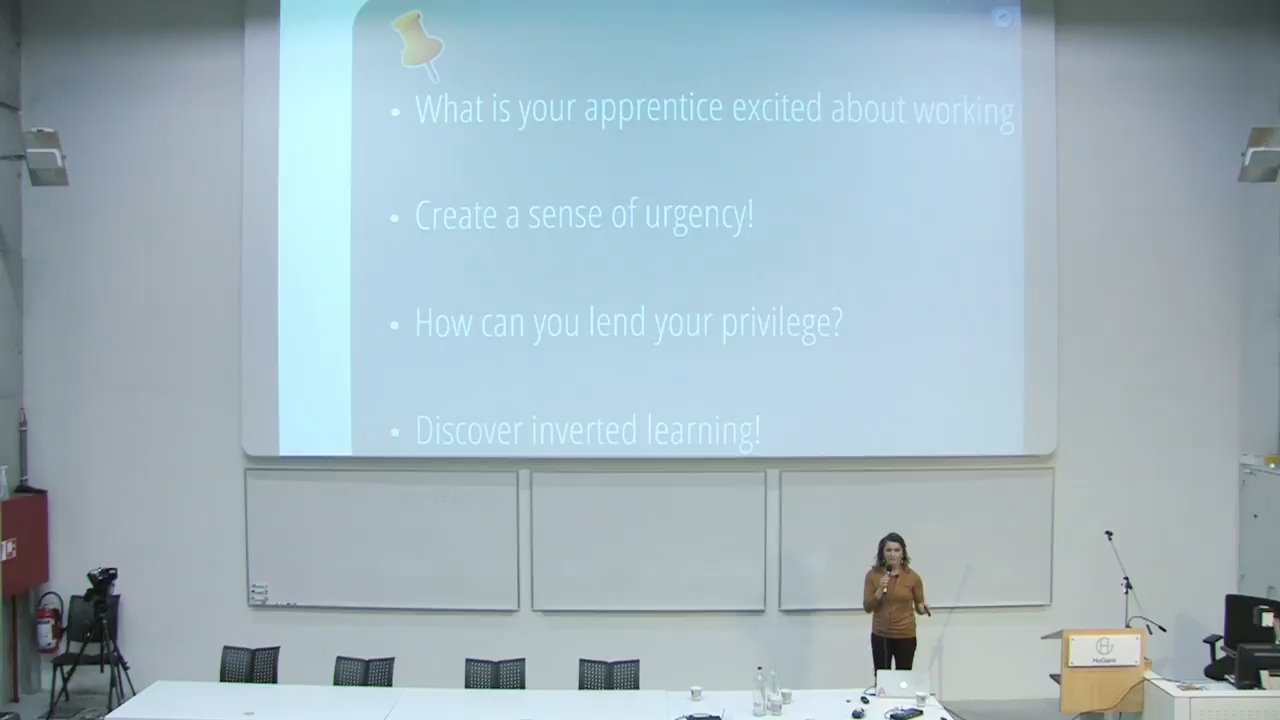 • What is your apprentice excited about working
• Create a sense of urgency!
• How can you lend your privilege?
• Discover inverted learning!
HoGent